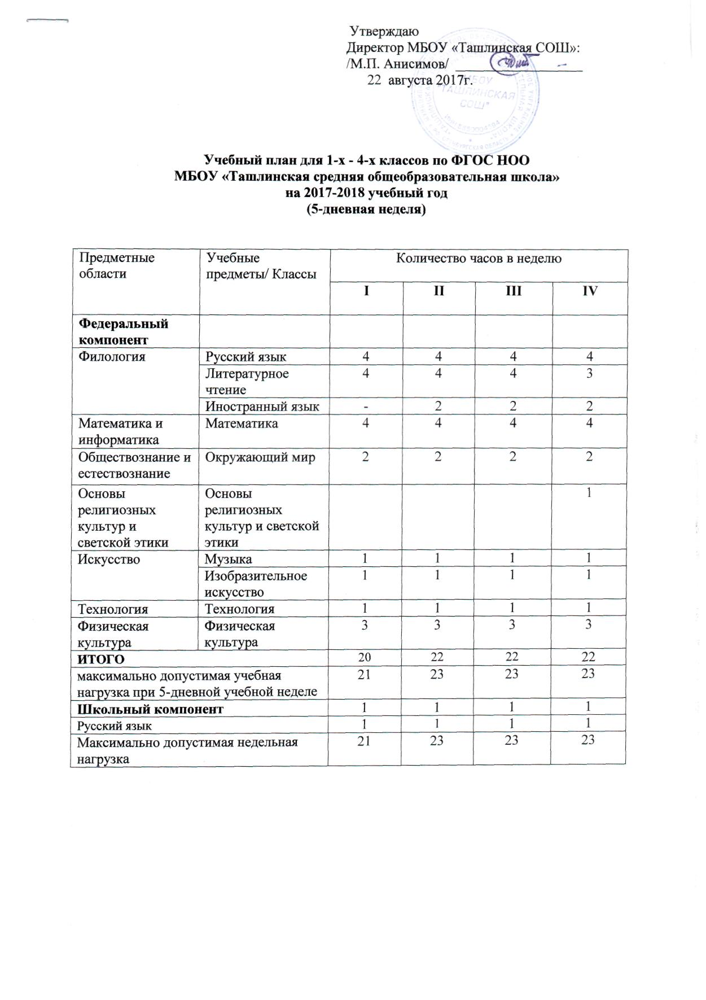 Утверждаю
Директор МБОУ «Ташлинская СОШ»:
/М.П. Анисимов/
22 августа 2017г.
МБОУ
"ТАШЛИНСКАЯ
СОШ"
Учебный план для 1-х - 4-х классов по ФГОС НОО
МБОУ «Ташлинская средняя общеобразовательная школа»
на 2017-2018 учебный год
(5-дневная неделя)
Предметные области Учебные предметы/ Классы Количество часов в неделю
I II III IV
Федеральный компонент
Филология Русский язык 4 4 4 4
Литературное чтение 4 4 4 3
Иностранный язык - 2 2 2
Математика и информатика Математика 4 4 4 4
Обществознание и естествознание Окружающий мир 2 2 2 2
Основы религиозных культур и светской этики Основы религиозных культур и светской этики 1
Искусство Музыка 1 1 1 1
Изобразительное искусство 1 1 1 1
Технология Технология 1 1 1 1
Физическая культура Физическая культура 3 3 3 3
ИТОГО 20 22 22 22
максимально допустимая учебная нагрузка при 5-дневной учебной неделе 21 23 23 23
Школьный компонент 1 1 1 1
Русский язык 1 1 1 1
Максимально допустимая недельная нагрузка 21 23 23 23